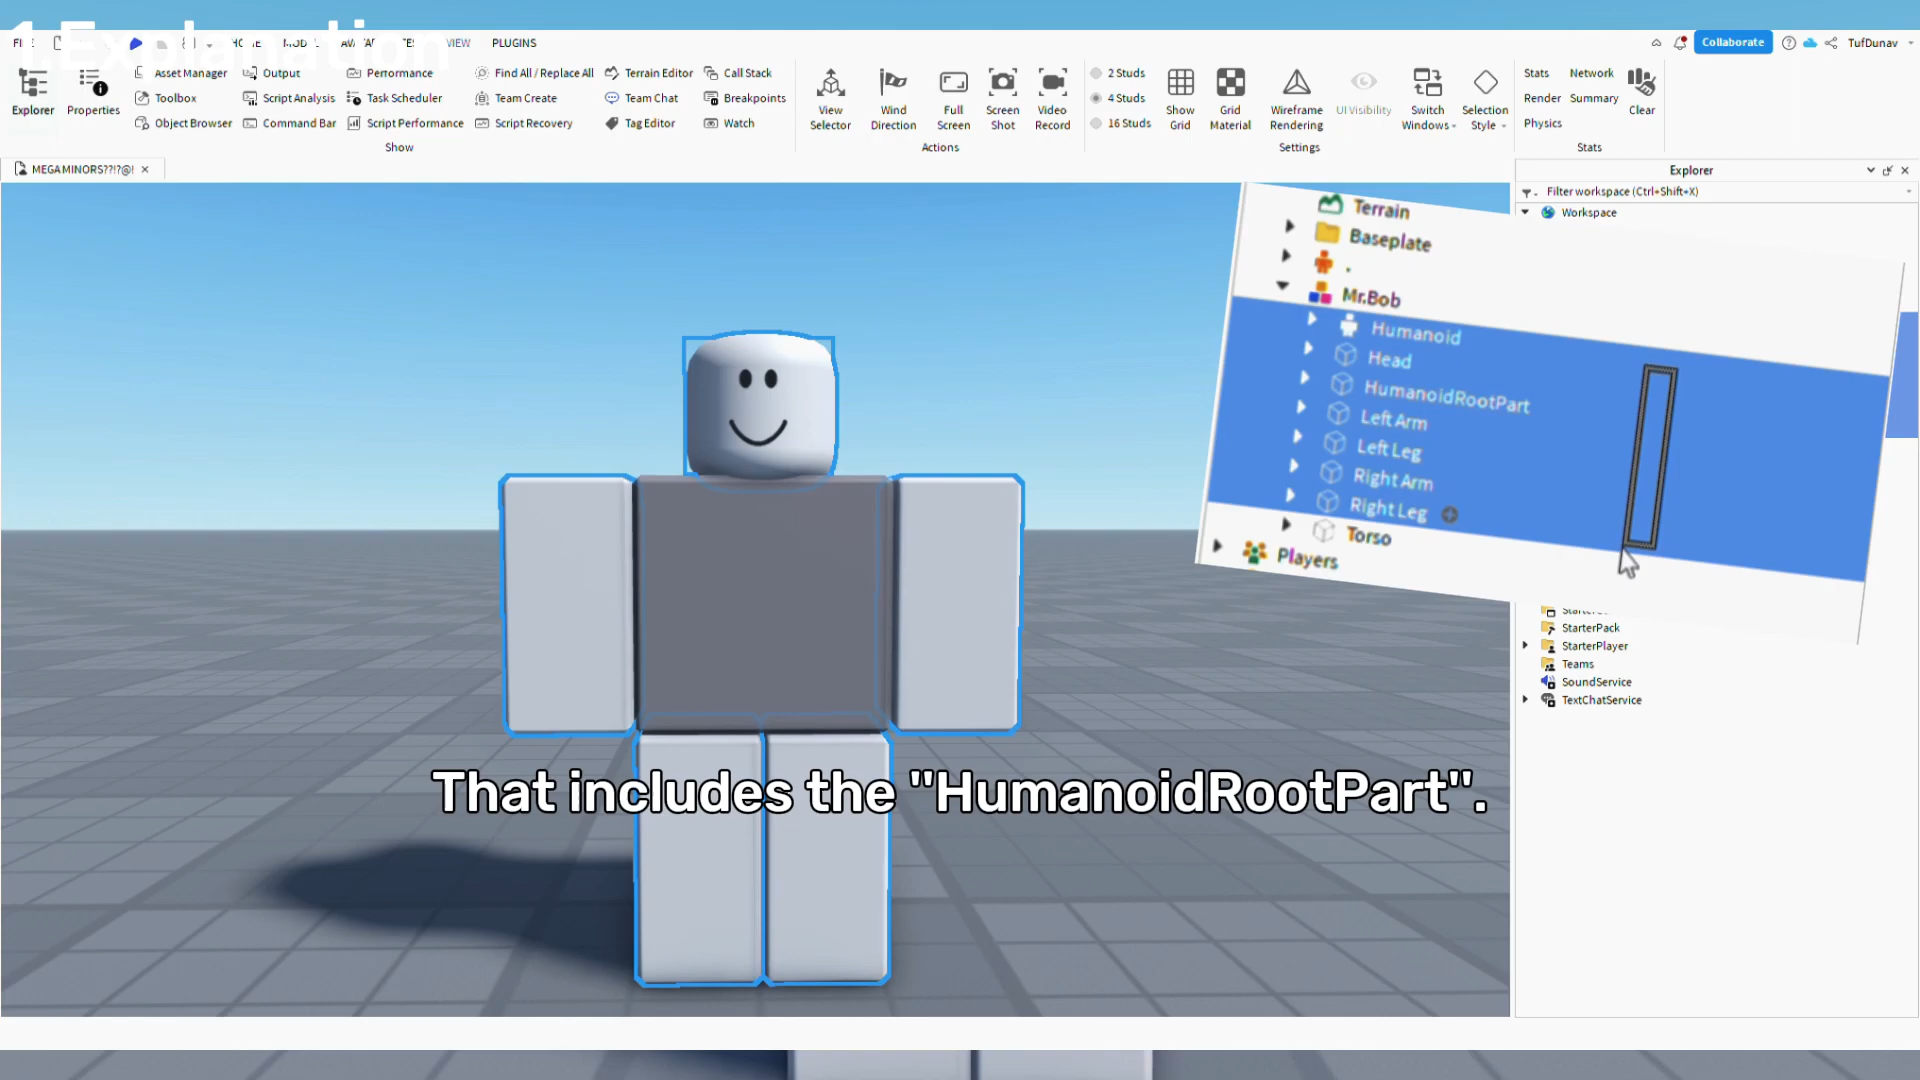 1.Explanation
HOME
VIEW
PLUGINS
Collaborate
TufDunav
Explorer
Properties
Asset Manager
Toolbox
Object Browser
Output
Script Analysis
Command Bar
Performance
Task Scheduler
Script Performance
Find All / Replace All
Team Create
Script Recovery
Terrain Editor
Team Chat
Tag Editor
Call Stack
Breakpoints
Watch
Show
View
Selector
Wind
Direction
Full
Screen
Screen
Shot
Video
Record
Actions
2 Studs
4 Studs
16 Studs
Show
Grid
Grid
Material
Wireframe
Rendering
UI Visibility
Switch
Windows
Selection
Style
Settings
Stats
Render
Physics
Network
Summary
Clear
Stats
MEGAMINORS??!?@!
Explorer
Filter workspace (Ctrl+Shift+X)
Workspace
Terrain
Baseplate
.
Mr.Bob
Humanoid
Head
HumanoidRootPart
Left Arm
Left Leg
Right Arm
Right Leg
Torso
Players
StarterPack
StarterPlayer
Teams
SoundService
TextChatService
That includes the "HumanoidRootPart".